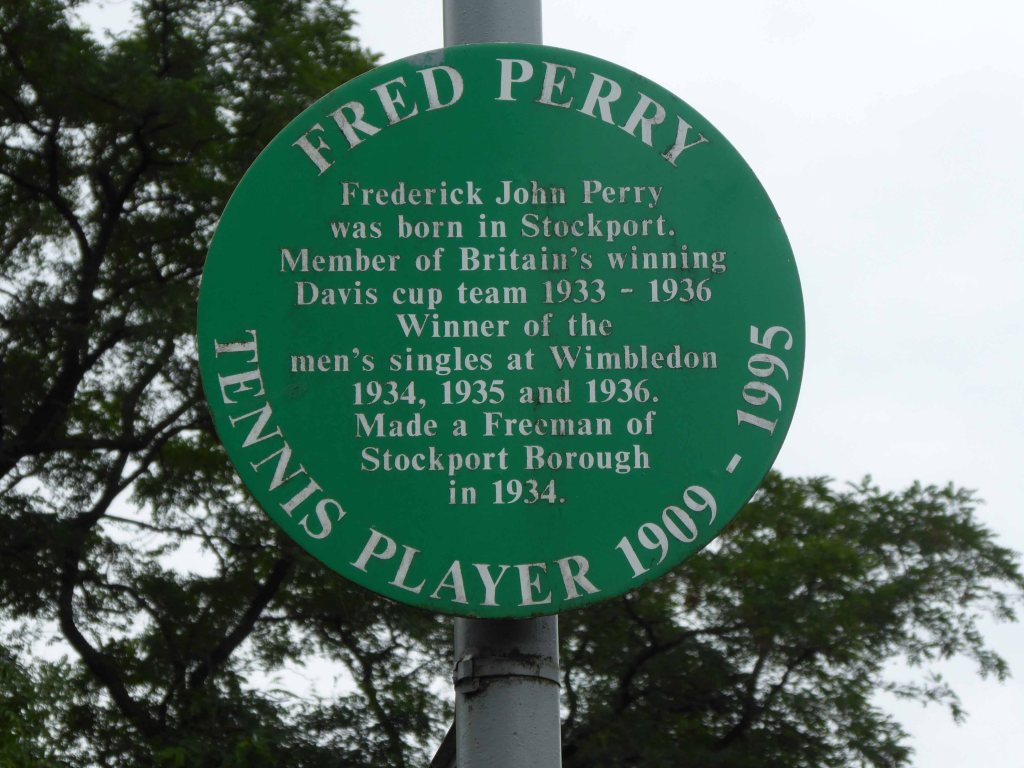 FRED PERRY
Frederick John Perry
was born in Stockport.
Member of Britain's winning
Davis cup team 1933 - 1936
Winner of the
men's singles at Wimbledon
1934, 1935 and 1936.
Made a Freeman of
Stockport Borough
in 1934.
TENNIS PLAYER 1909 - 1995